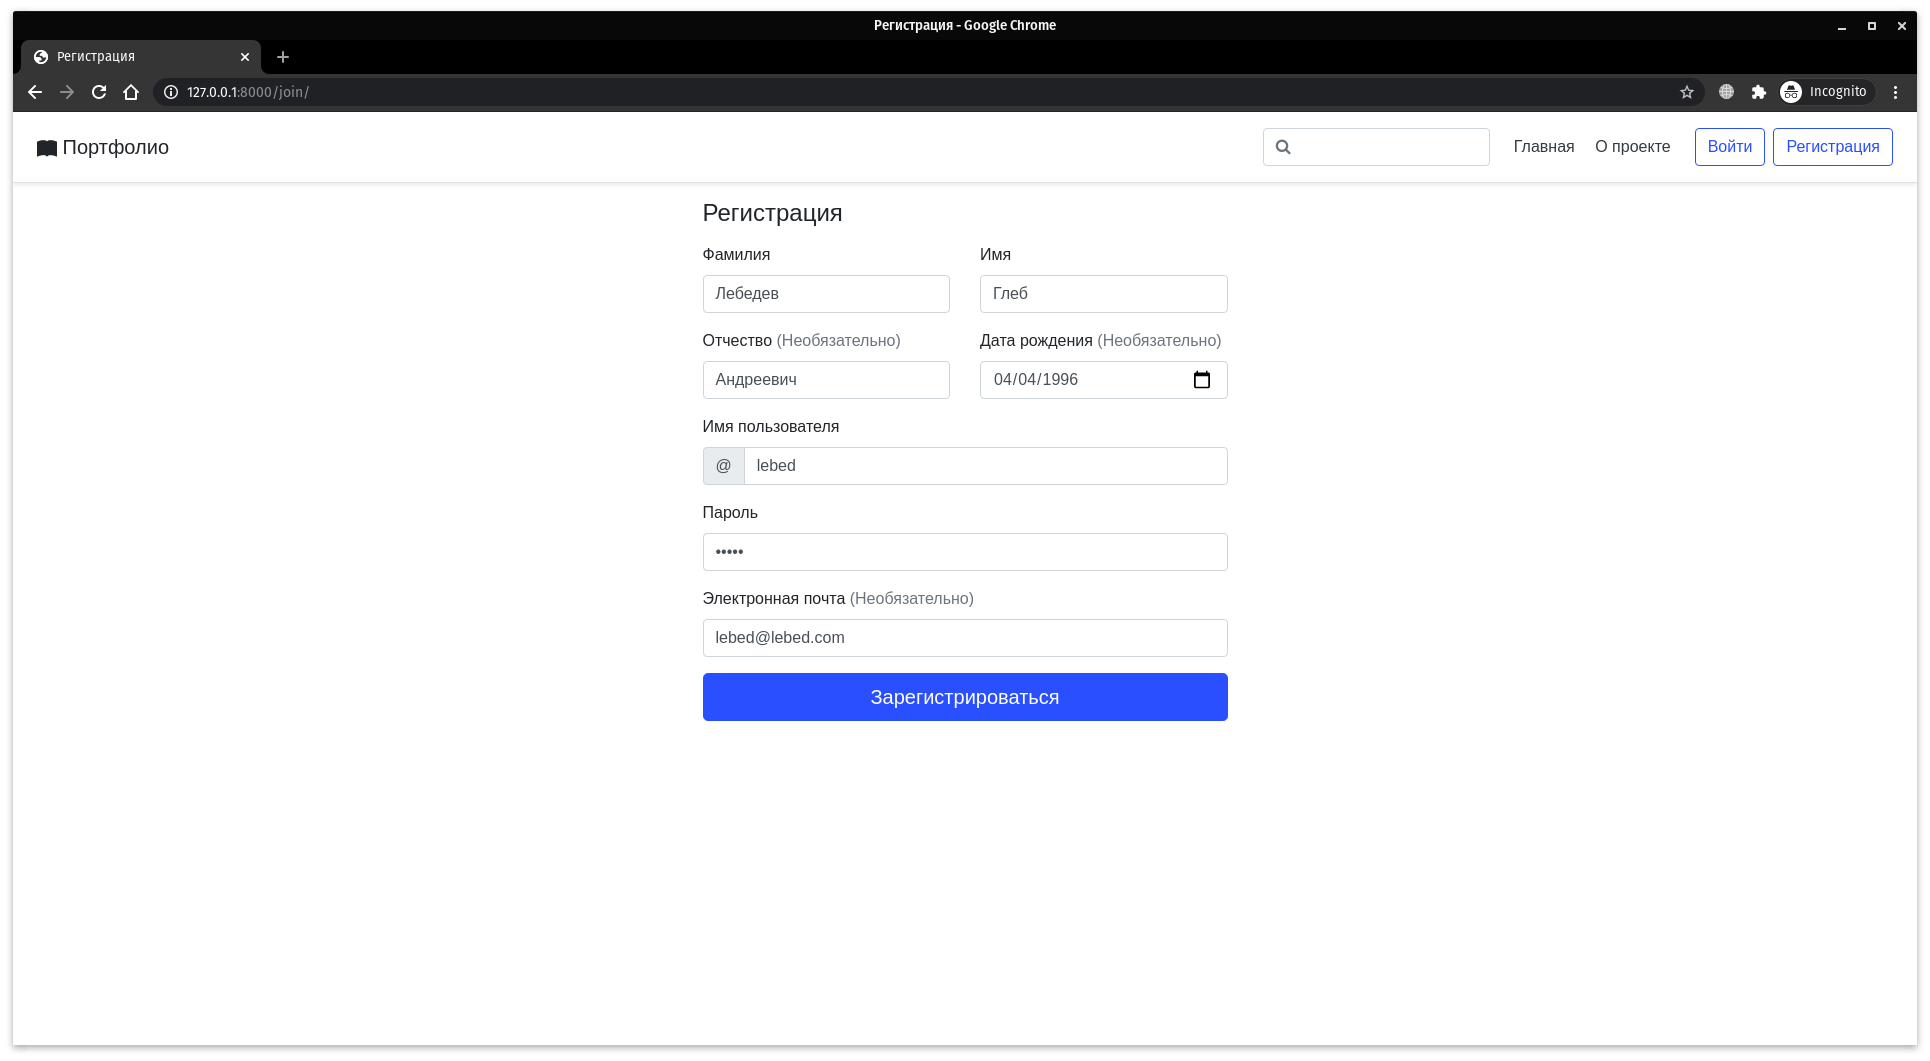 Регистрация - Google Chrome
Регистрация
127.0.0.1:8000/join/
Incognito
Портфолио
Главная О проекте Войти Регистрация
Регистрация
Фамилия Имя
Лебедев Глеб
Отчество (Необязательно) Дата рождения (Необязательно)
Андреевич 04/04/1996
Имя пользователя
@ lebed
Пароль
•••••
Электронная почта (Необязательно)
lebed@lebed.com
Зарегистрироваться